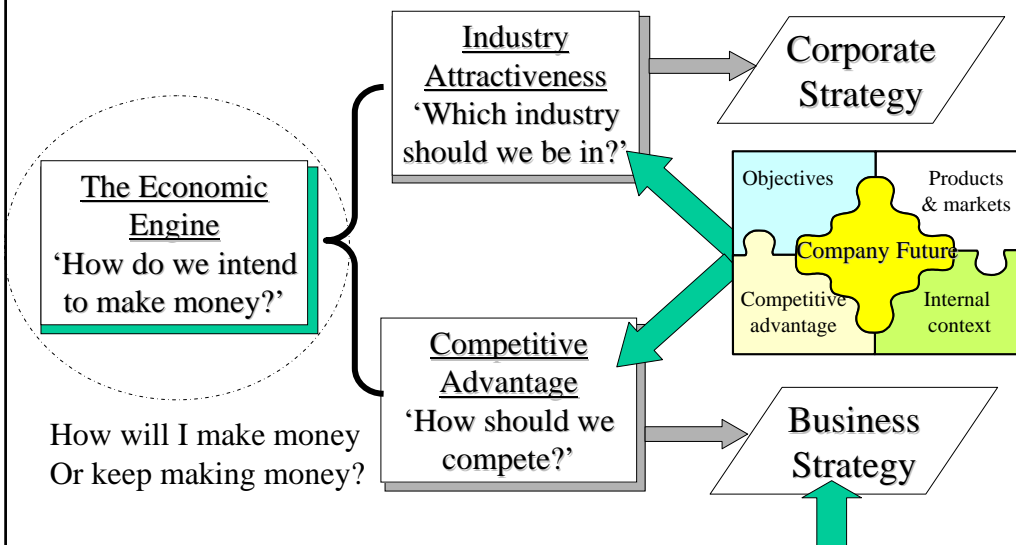 Industry
Attractiveness
‘Which industry
should we be in?’
Corporate
Strategy
The Economic
Engine
‘How do we intend
to make money?’
Objectives
Products
& markets
Company Future
Competitive
advantage
Internal
context
Competitive
Advantage
‘How should we
compete?’
Business
Strategy
How will I make money
Or keep making money?